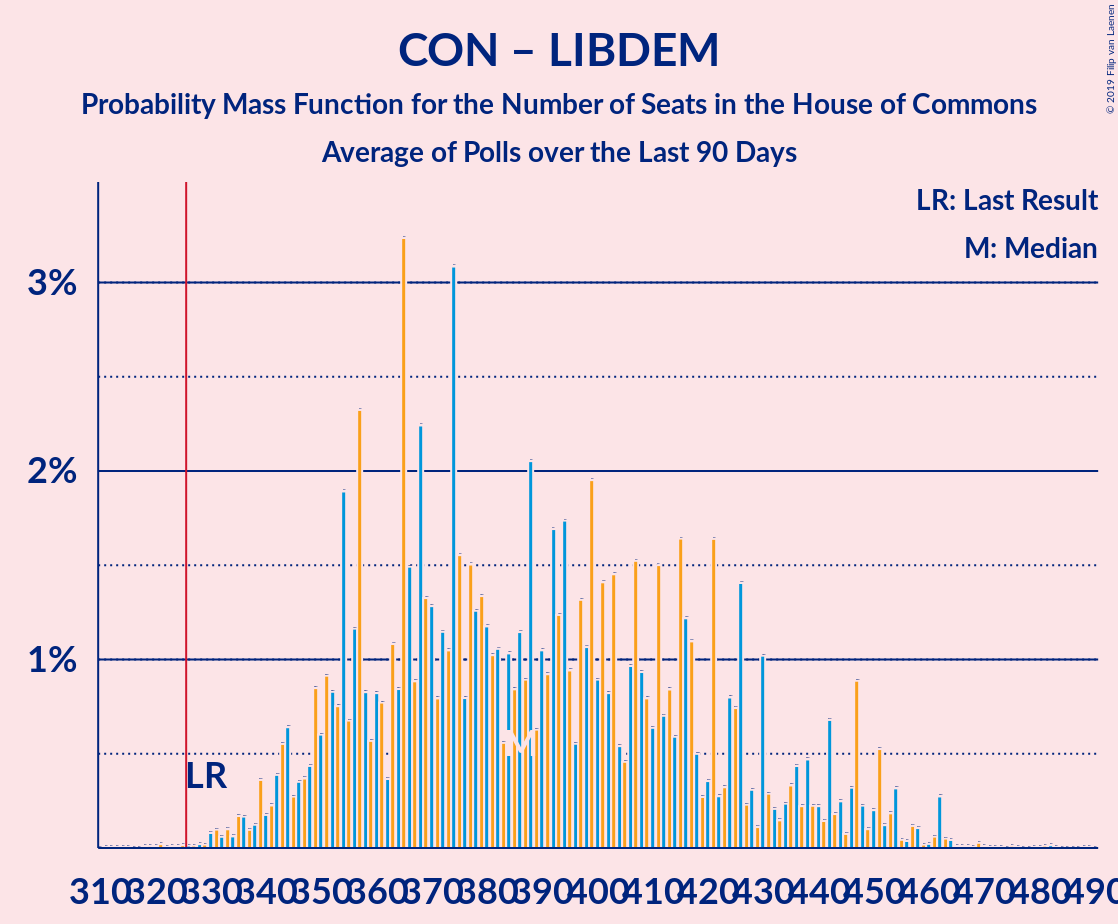 CON – LIBDEM
Probability Mass Function for the Number of Seats in the House of Commons
Average of Polls over the Last 90 Days
© 2019 Filip van Laenen
LR: Last Result
M: Median
3%
2%
1%
LR
M
310 320 330 340 350 360 370 380 390 400 410 420 430 440 450 460 470 480 490